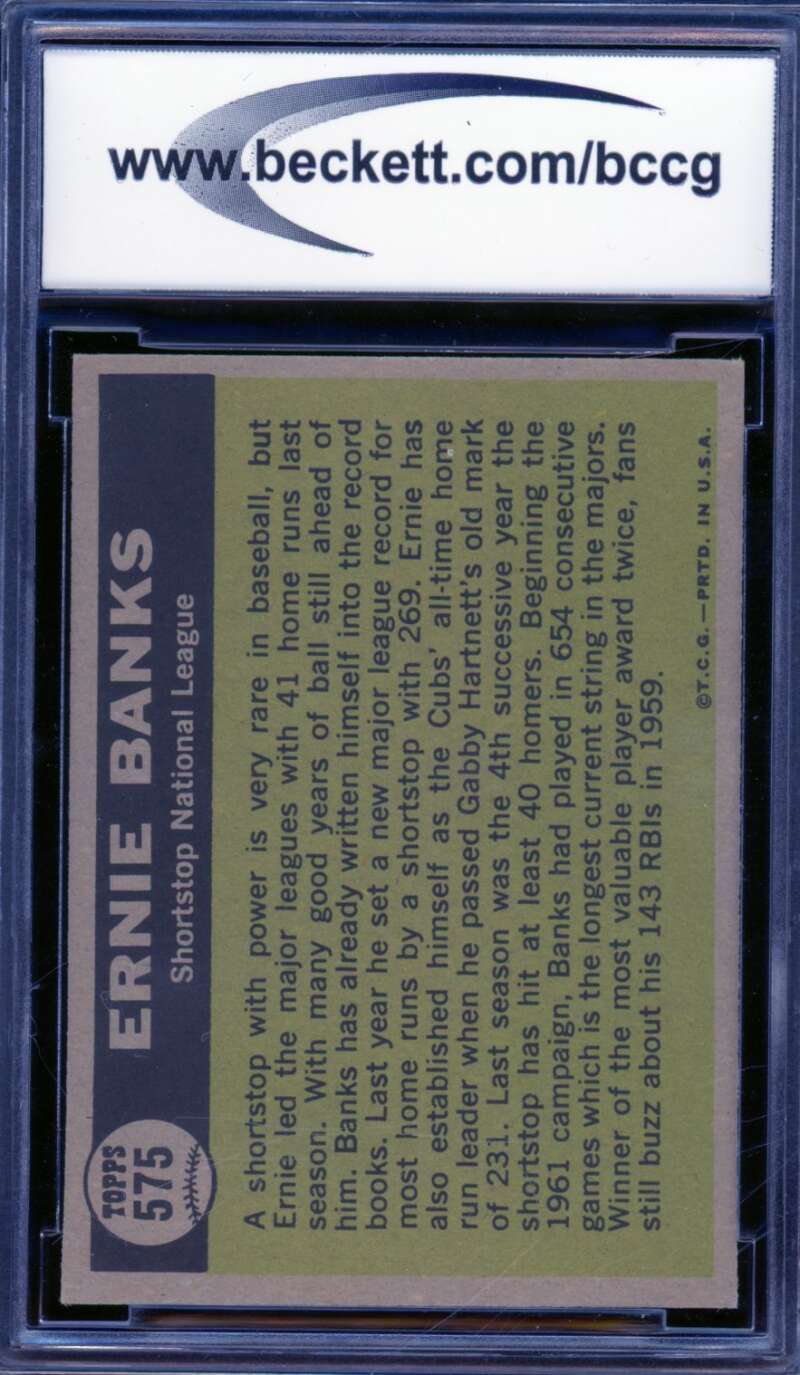 www.beckett.com/bccg
TOPPS
575
ERNIE BANKS
Shortstop National League
A shortstop with power is very rare in baseball, but
Ernie led the major leagues with 41 home runs last
season. With many good years of ball still ahead of
him. Banks has already written himself into the record
books. Last year he set a new major league record for
most home runs by a shortstop with 269. Ernie has
also established himself as the Cubs' all-time home
run leader when he passed Gabby Hartnett's old mark
of 231. Last season was the 4th successive year the
shortstop has hit at least 40 homers. Beginning the
1961 campaign, Banks had played in 654 consecutive
games which is the longest current string in the majors.
Winner of the most valuable player award twice, fans
still buzz about his 143 RBIs in 1959.
©T.C.G.—PRTD. IN U.S.A.